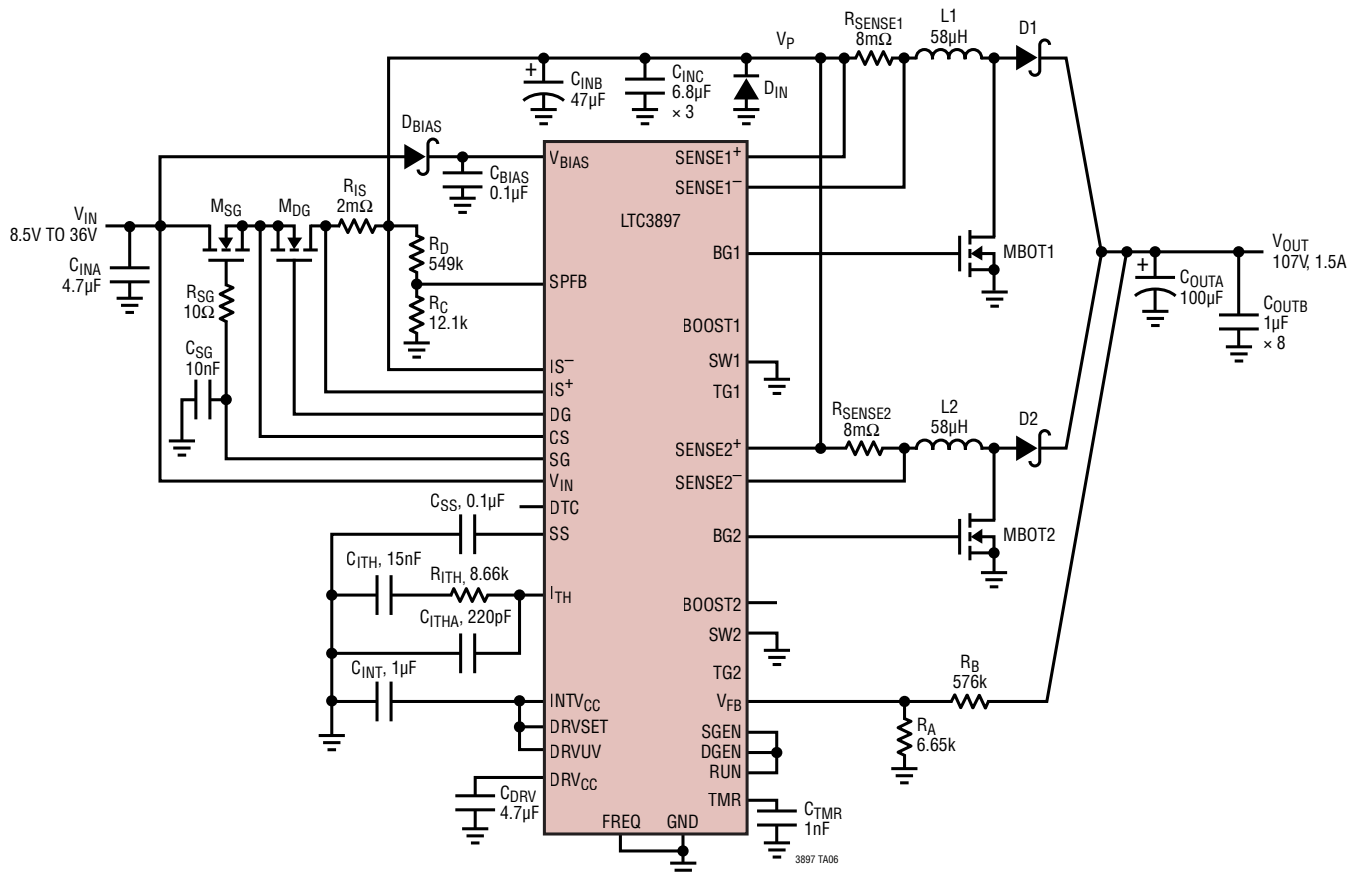 R_SENSE1
8mΩ
L1
58µH
D1
V_P
C_INB
47µF
+
C_INC
6.8µF
× 3
D_IN
D_BIAS
C_BIAS
0.1µF
V_BIAS
SENSE1+
SENSE1−
LTC3897
V_IN
8.5V TO 36V
C_INA
4.7µF
M_SG
M_DG
R_IS
2mΩ
R_D
549k
R_C
12.1k
R_SG
10Ω
C_SG
10nF
SPFB
IS−
IS+
DG
CS
SG
V_IN
DTC
SS
I_TH
INTV_CC
DRVSET
DRVUV
DRV_CC
FREQ
GND
BG1
MBOT1
BOOST1
SW1
TG1
V_OUT
107V, 1.5A
+
C_OUTA
100µF
C_OUTB
1µF
× 8
R_SENSE2
8mΩ
L2
58µH
D2
SENSE2+
SENSE2−
BG2
MBOT2
BOOST2
SW2
TG2
V_FB
R_B
576k
R_A
6.65k
SGEN
DGEN
RUN
TMR
C_TMR
1nF
C_SS, 0.1µF
C_ITH, 15nF
R_ITH, 8.66k
C_ITHA, 220pF
C_INT, 1µF
C_DRV
4.7µF
3897 TA06